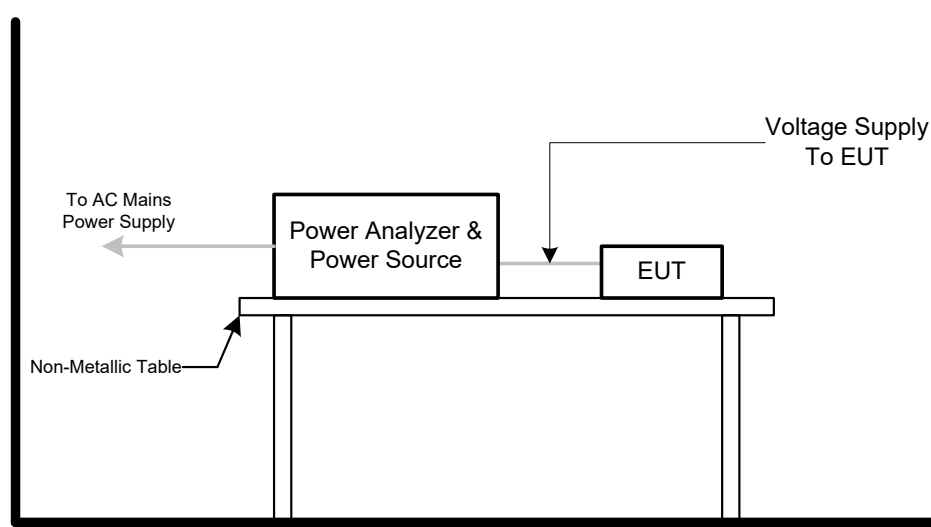 Voltage Supply
To EUT
To AC Mains
Power Supply
Power Analyzer &
Power Source
EUT
Non-Metallic Table